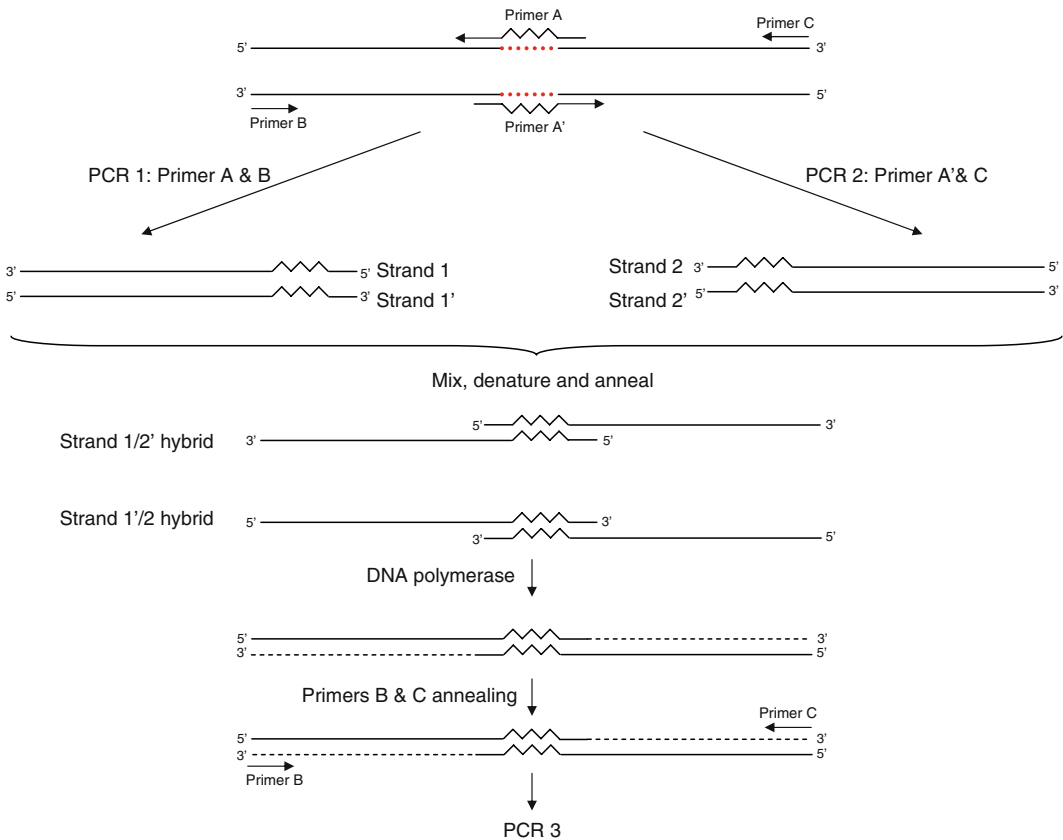 Primer A
Primer C
5’
3’
3’
5’
Primer B
Primer A’
PCR 1: Primer A & B
PCR 2: Primer A’& C
3’
5’
Strand 1
5’
3’
Strand 1’
Strand 2
3’
5’
Strand 2’
5’
3’
Mix, denature and anneal
Strand 1/2’ hybrid
5’
3’
3’
5’
Strand 1’/2 hybrid
5’
3’
3’
5’
DNA polymerase
5’
3’
3’
5’
Primers B & C annealing
Primer C
5’
3’
3’
5’
Primer B
PCR 3